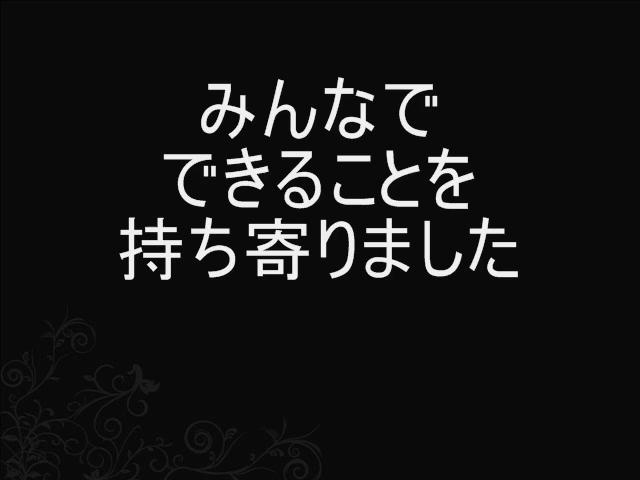 みんなで
できることを
持ち寄りました